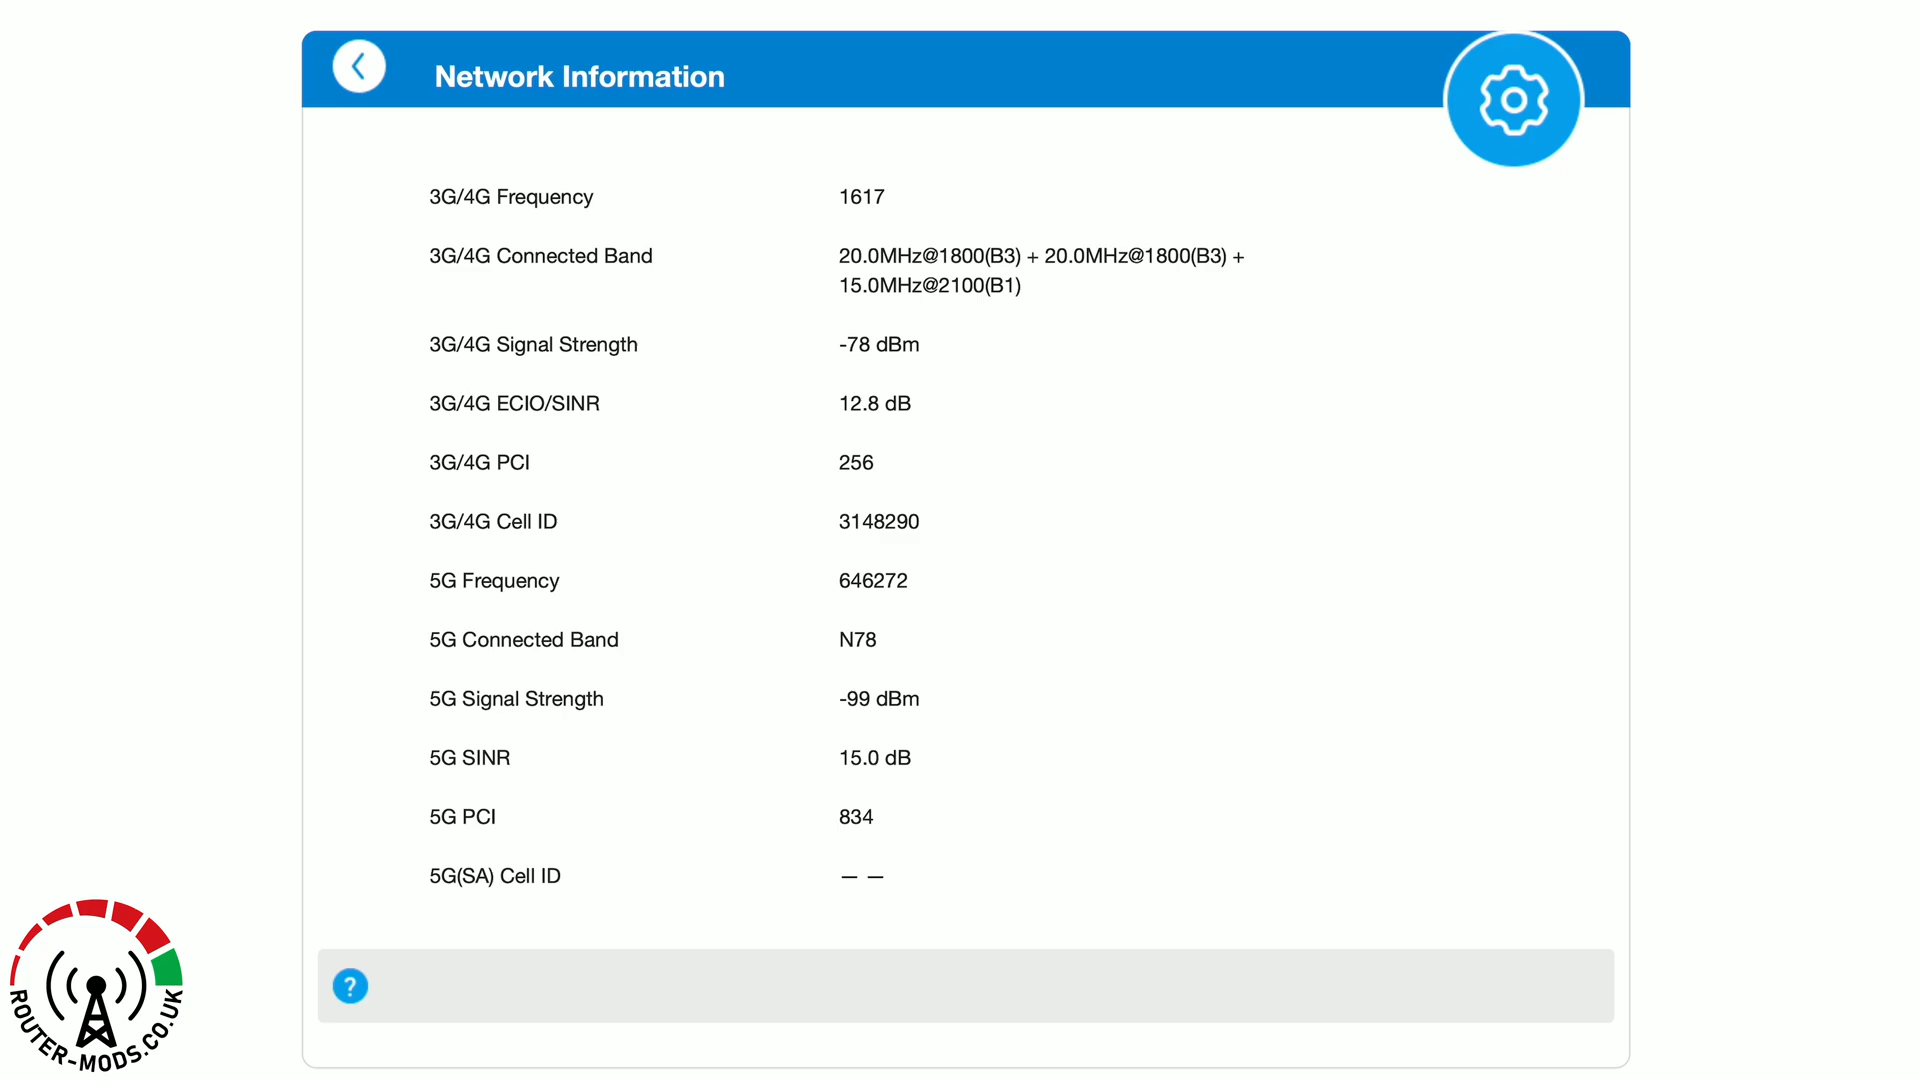 Network Information
3G/4G Frequency 1617
3G/4G Connected Band 20.0MHz@1800(B3) + 20.0MHz@1800(B3) +
15.0MHz@2100(B1)
3G/4G Signal Strength -78 dBm
3G/4G ECIO/SINR 12.8 dB
3G/4G PCI 256
3G/4G Cell ID 3148290
5G Frequency 646272
5G Connected Band N78
5G Signal Strength -99 dBm
5G SINR 15.0 dB
5G PCI 834
5G(SA) Cell ID — —
?
ROUTER-MODS.CO.UK